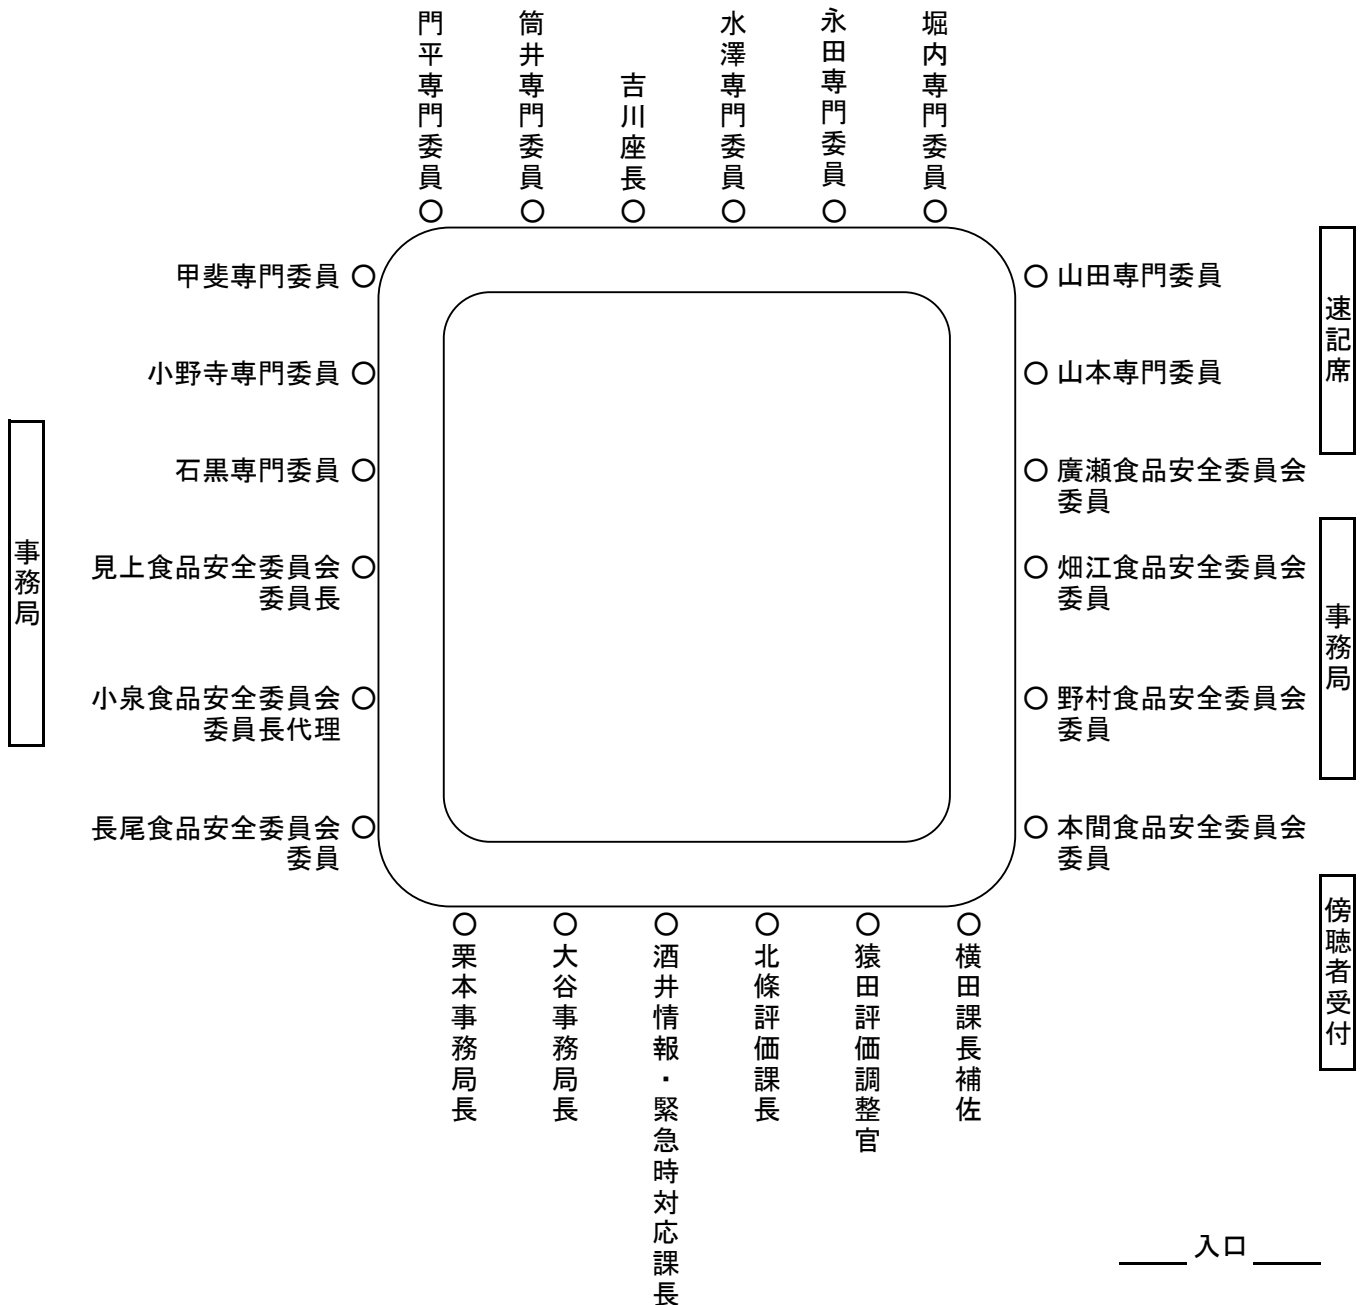 門平専門委員
筒井専門委員
吉川座長
水澤専門委員
永田専門委員
堀内専門委員
甲斐専門委員
小野寺専門委員
石黒専門委員
見上食品安全委員会
委員長
小泉食品安全委員会
委員長代理
長尾食品安全委員会
委員
山田専門委員
山本専門委員
廣瀬食品安全委員会
委員
畑江食品安全委員会
委員
野村食品安全委員会
委員
本間食品安全委員会
委員
栗本事務局長
大谷事務局長
酒井情報・緊急時対応課長
北條評価課長
猿田評価調整官
横田課長補佐
事務局
速記席
事務局
傍聴者受付
入口